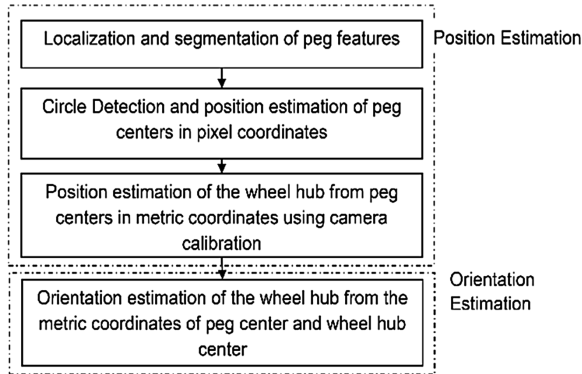 Localization and segmentation of peg features
Position Estimation
Circle Detection and position estimation of peg
centers in pixel coordinates
Position estimation of the wheel hub from peg
centers in metric coordinates using camera
calibration
Orientation
Estimation
Orientation estimation of the wheel hub from the
metric coordinates of peg center and wheel hub
center